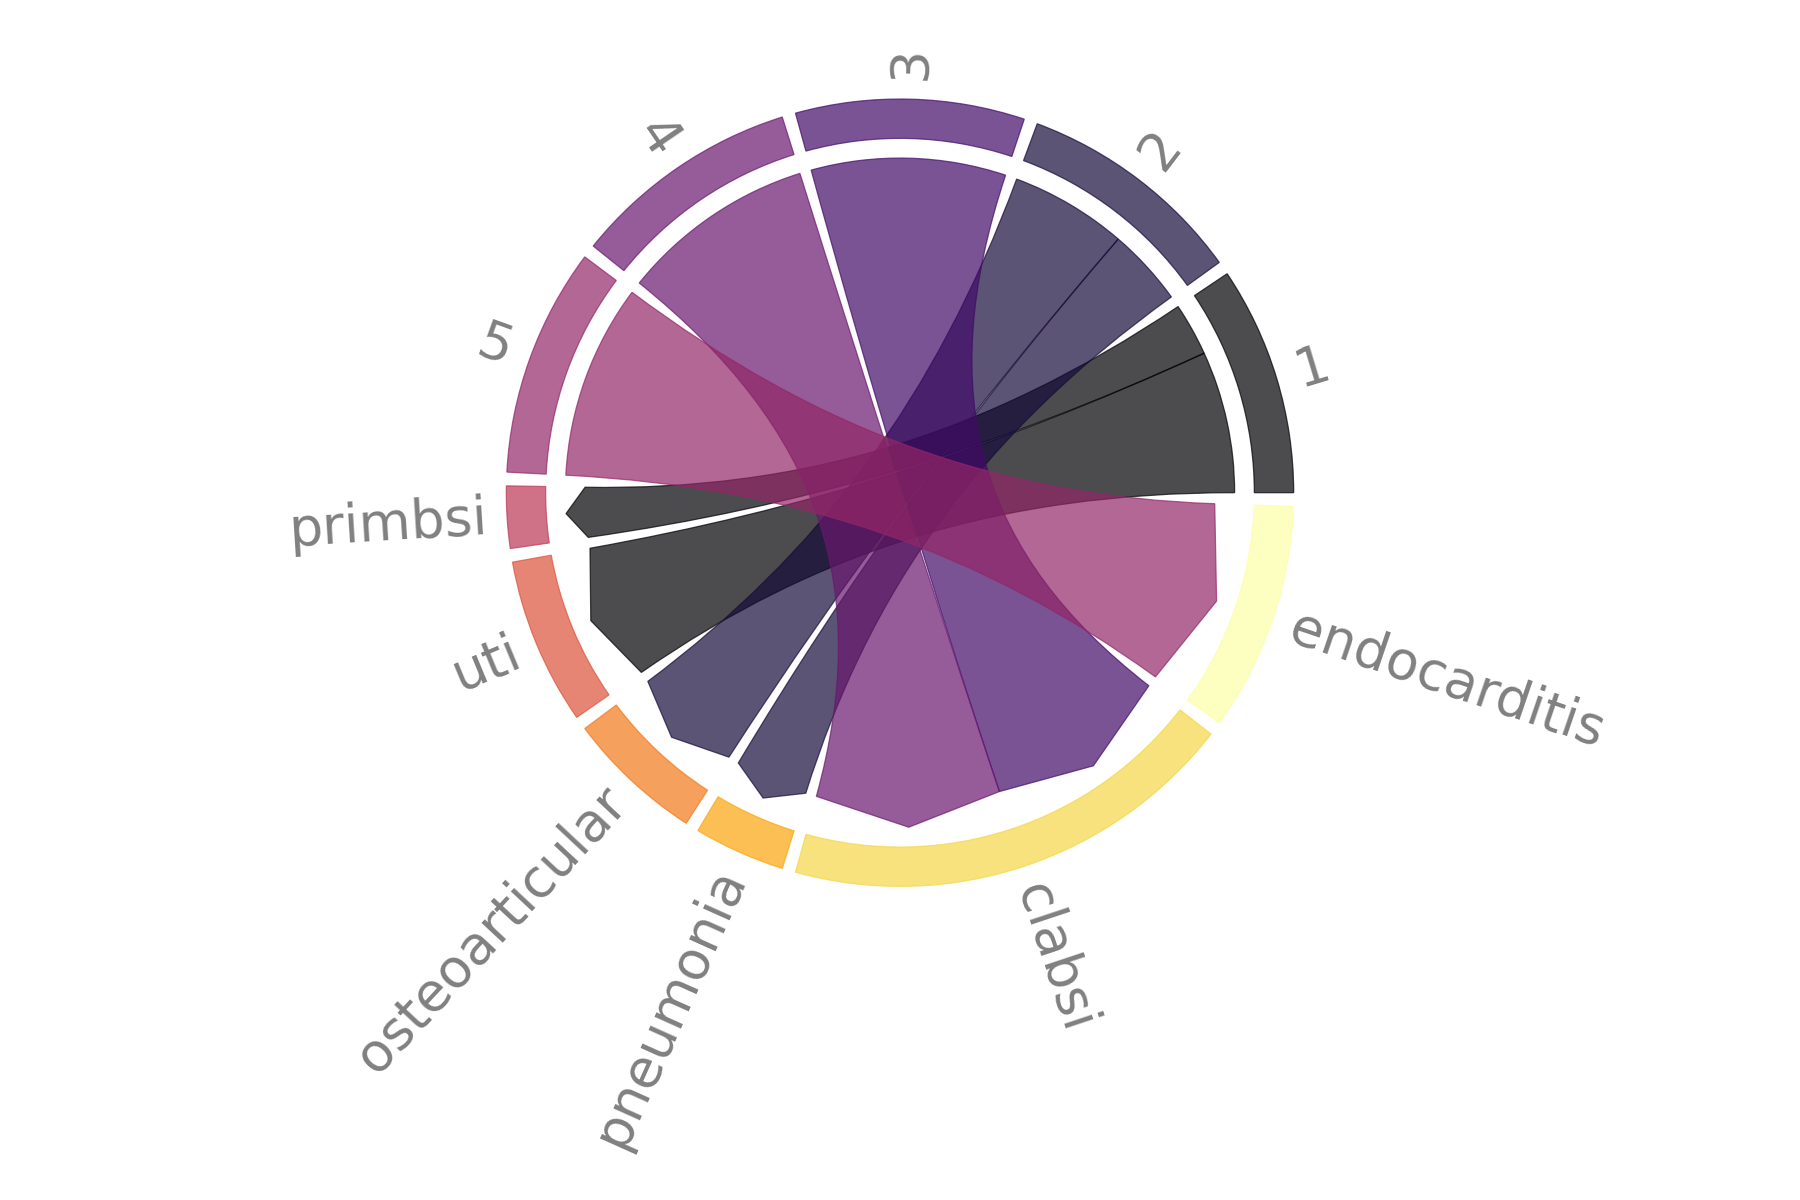 3
4
2
5
1
primbsi
uti
endocarditis
osteoarticular
pneumonia
clabsi